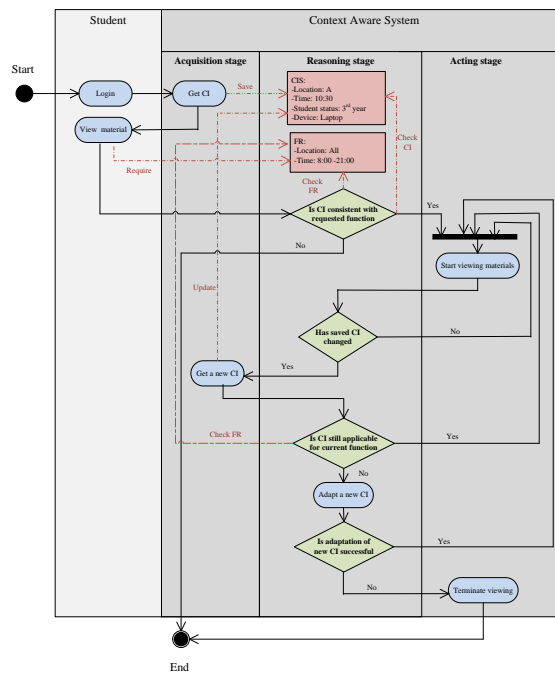 Student
Context Aware System
Acquisition stage
Reasoning stage
Acting stage
Start
Login
Get CI
Save
CIS:
-Location: A
-Time: 10:30
-Student status: 3rd year
-Device: Laptop
View material
FR:
-Location: All
-Time: 8:00 -21:00
Check
CI
Require
Check
FR
Is CI consistent with
requested function
Yes
No
Start viewing materials
Update
Has saved CI
changed
No
Yes
Get a new CI
Check FR
Is CI still applicable
for current function
Yes
No
Adapt a new CI
Is adaptation of
new CI successful
Yes
No
Terminate viewing
End